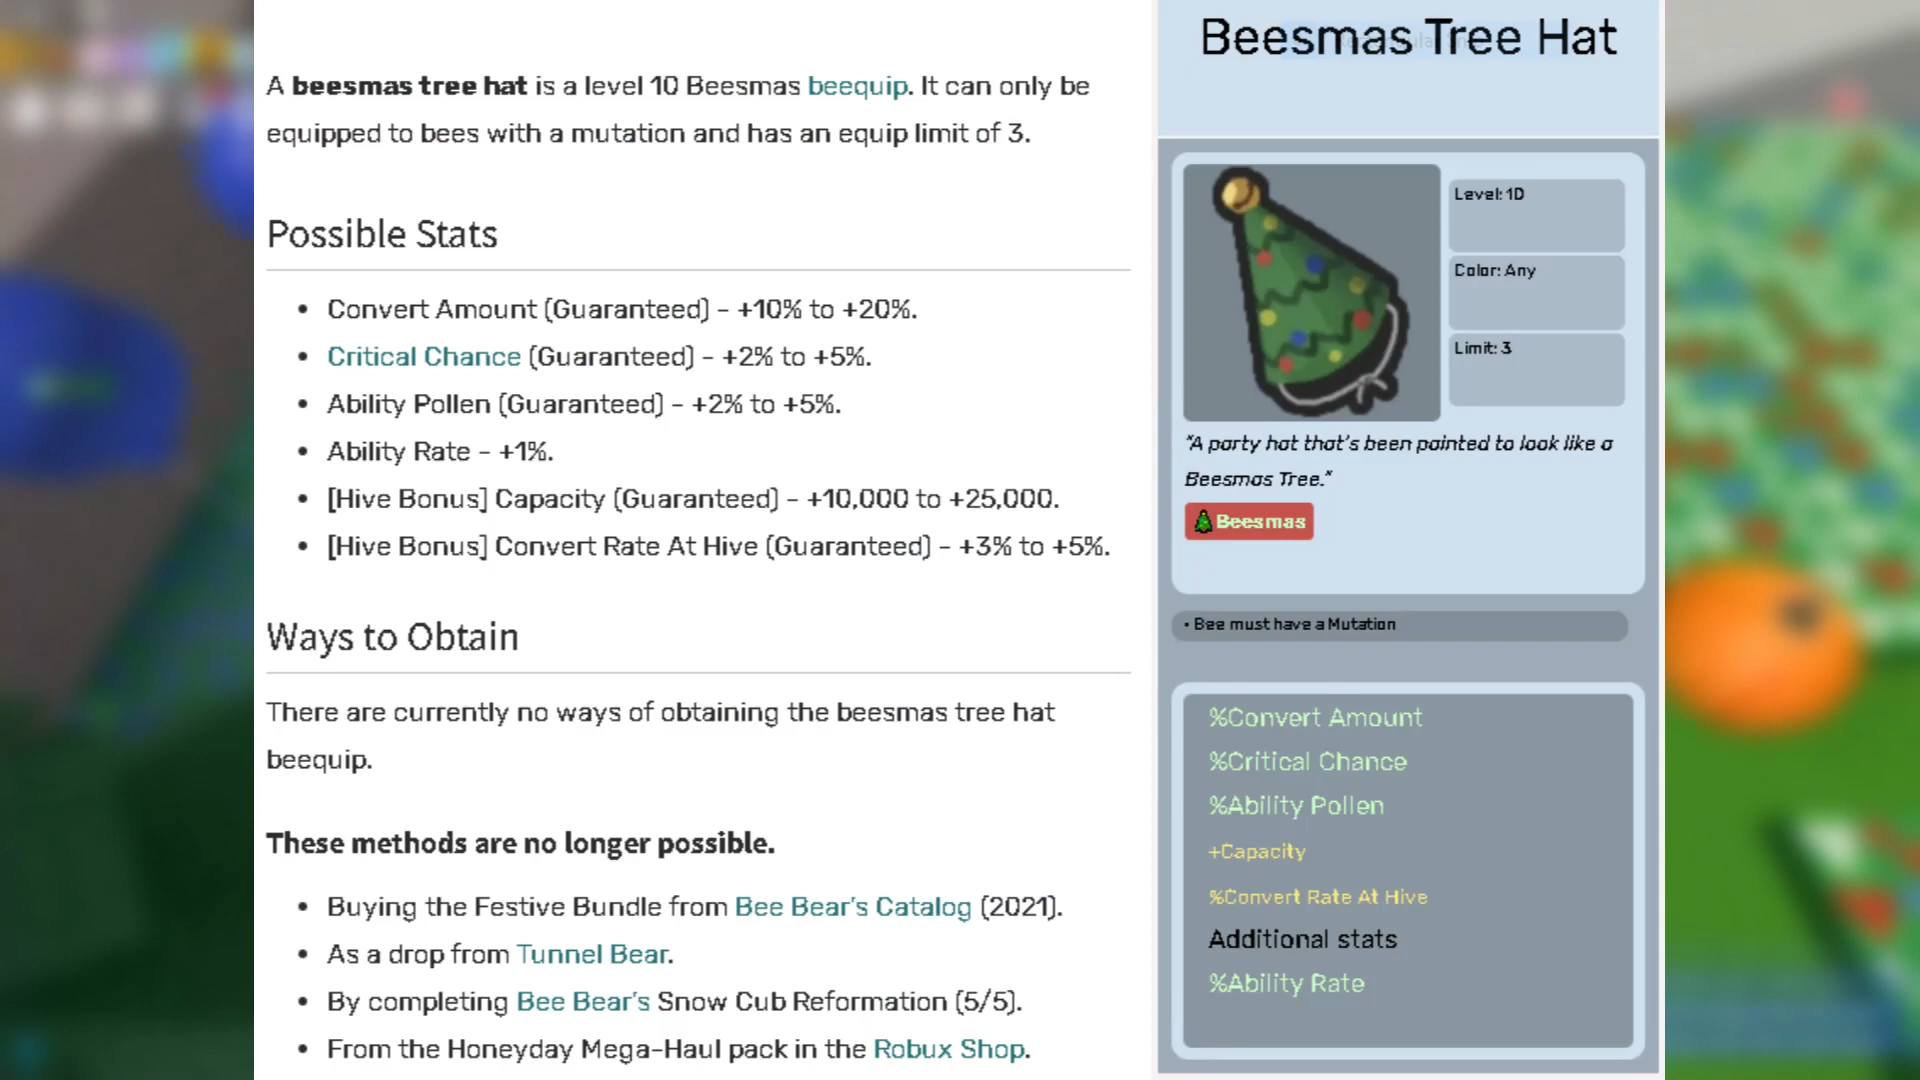 A beesmas tree hat is a level 10 Beesmas beequip. It can only be
equipped to bees with a mutation and has an equip limit of 3.
Possible Stats
• Convert Amount (Guaranteed) - +10% to +20%.
• Critical Chance (Guaranteed) - +2% to +5%.
• Ability Pollen (Guaranteed) - +2% to +5%.
• Ability Rate - +1%.
• [Hive Bonus] Capacity (Guaranteed) - +10,000 to +25,000.
• [Hive Bonus] Convert Rate At Hive (Guaranteed) - +3% to +5%.
Ways to Obtain
There are currently no ways of obtaining the beesmas tree hat
beequip.
These methods are no longer possible.
• Buying the Festive Bundle from Bee Bear's Catalog (2021).
• As a drop from Tunnel Bear.
• By completing Bee Bear's Snow Cub Reformation (5/5).
• From the Honeyday Mega-Haul pack in the Robux Shop.
Beesmas Tree Hat
Level: 10
Color: Any
Limit: 3
"A party hat that's been painted to look like a
Beesmas Tree."
Beesmas
• Bee must have a Mutation
%Convert Amount
%Critical Chance
%Ability Pollen
+Capacity
%Convert Rate At Hive
Additional stats
%Ability Rate